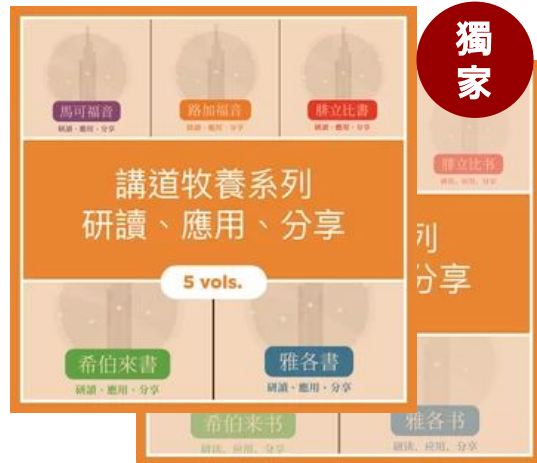 獨
家
馬可福音
研讀・應用・分享
路加福音
研讀・應用・分享
腓立比書
研讀・應用・分享
講道牧養系列
研讀、應用、分享
5 vols.
希伯來書
研讀・應用・分享
雅各書
研讀・應用・分享
腓立比书
研读、应用、分享
列
分享
希伯来书
研读、应用、分享
雅各书
研读、应用、分享